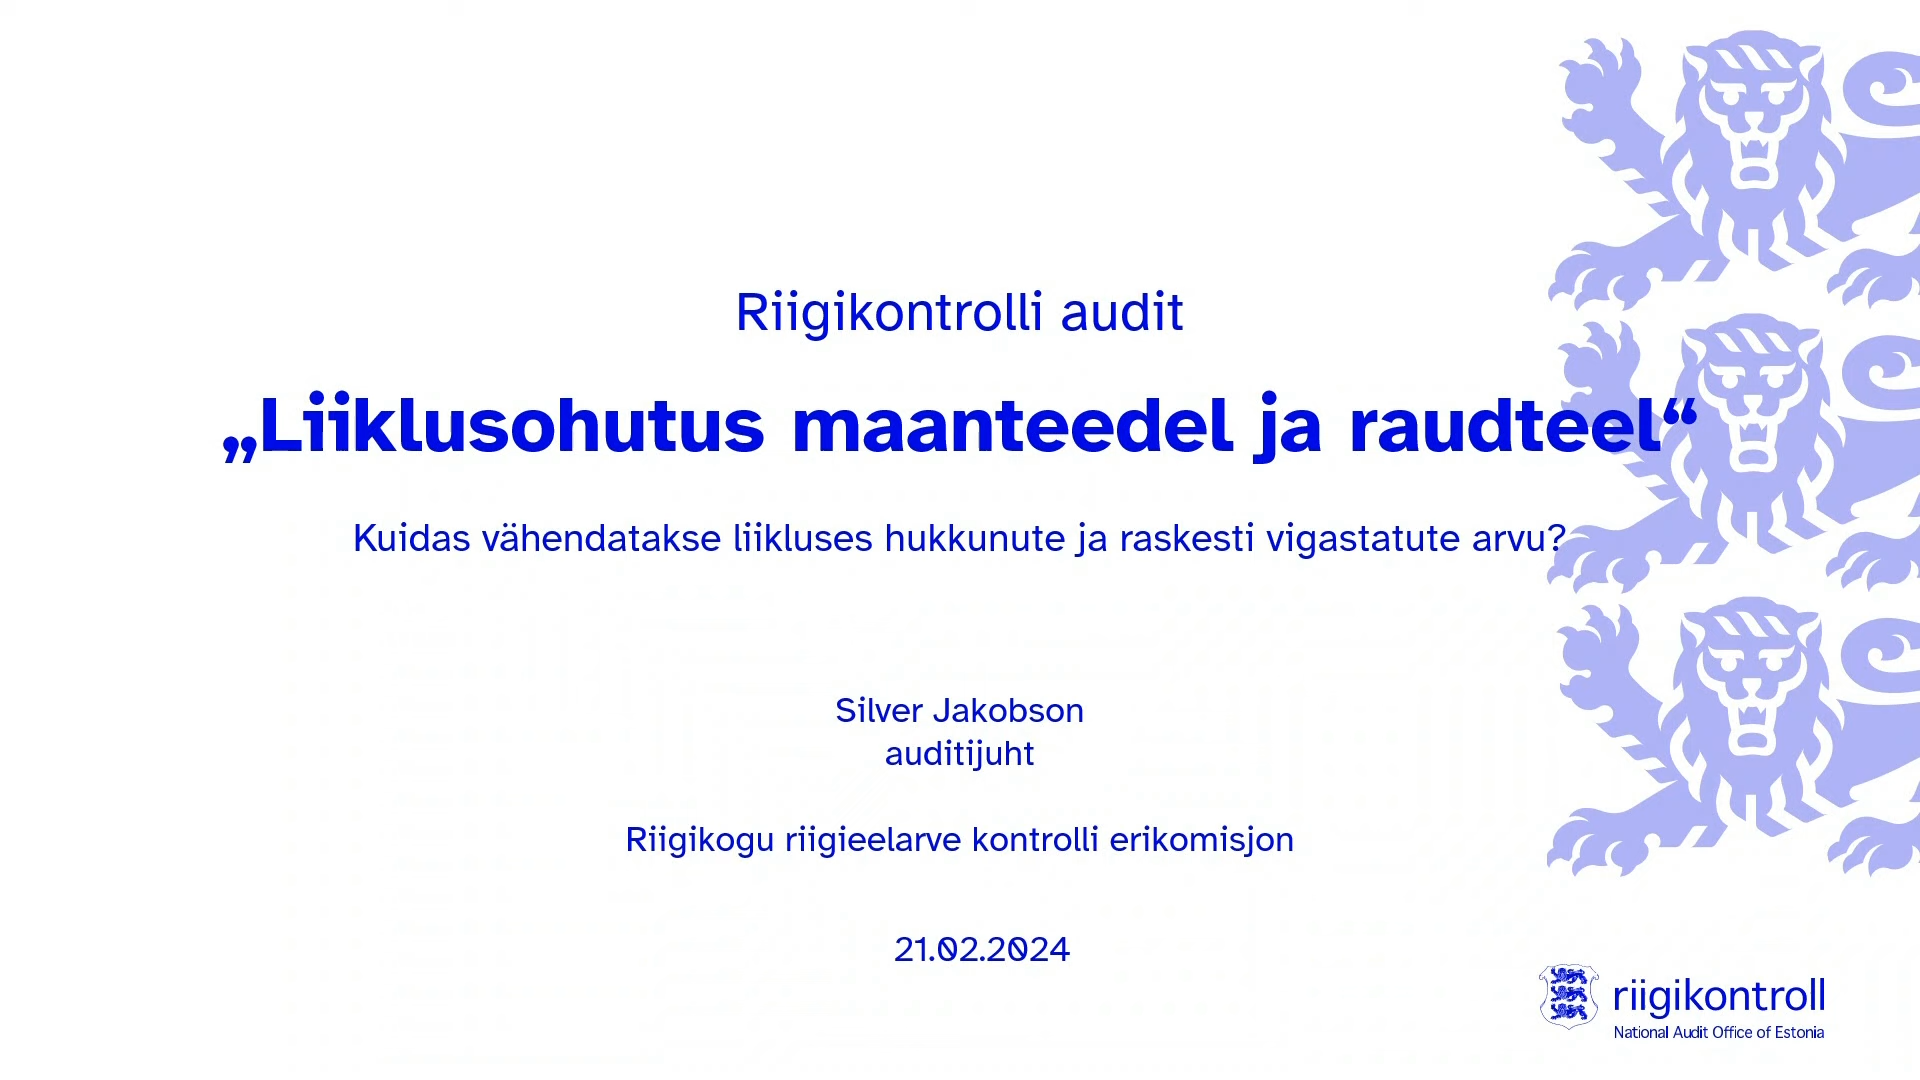 Riigikontrolli audit
„Liiklusohutus maanteedel ja raudteel“
Kuidas vähendatakse liikluses hukkunute ja raskesti vigastatute arvu?
Silver Jakobson
auditijuht
Riigikogu riigieelarve kontrolli erikomisjon
21.02.2024
riigikontroll
National Audit Office of Estonia